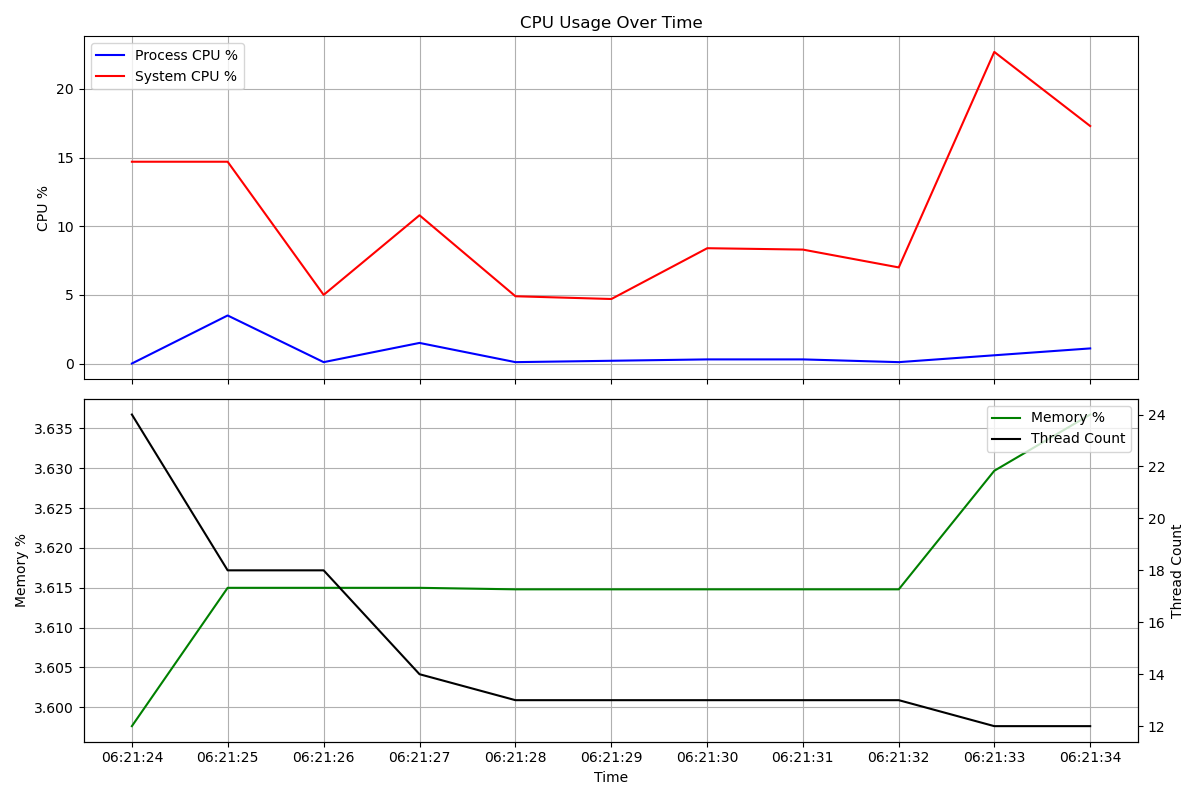 CPU Usage Over Time
Process CPU %
System CPU %
CPU %
20
15
10
5
0
Memory %
Thread Count
Memory %
3.635
3.630
3.625
3.620
3.615
3.610
3.605
3.600
24
22
20
18
16
14
12
Thread Count
06:21:24 06:21:25 06:21:26 06:21:27 06:21:28 06:21:29 06:21:30 06:21:31 06:21:32 06:21:33 06:21:34
Time